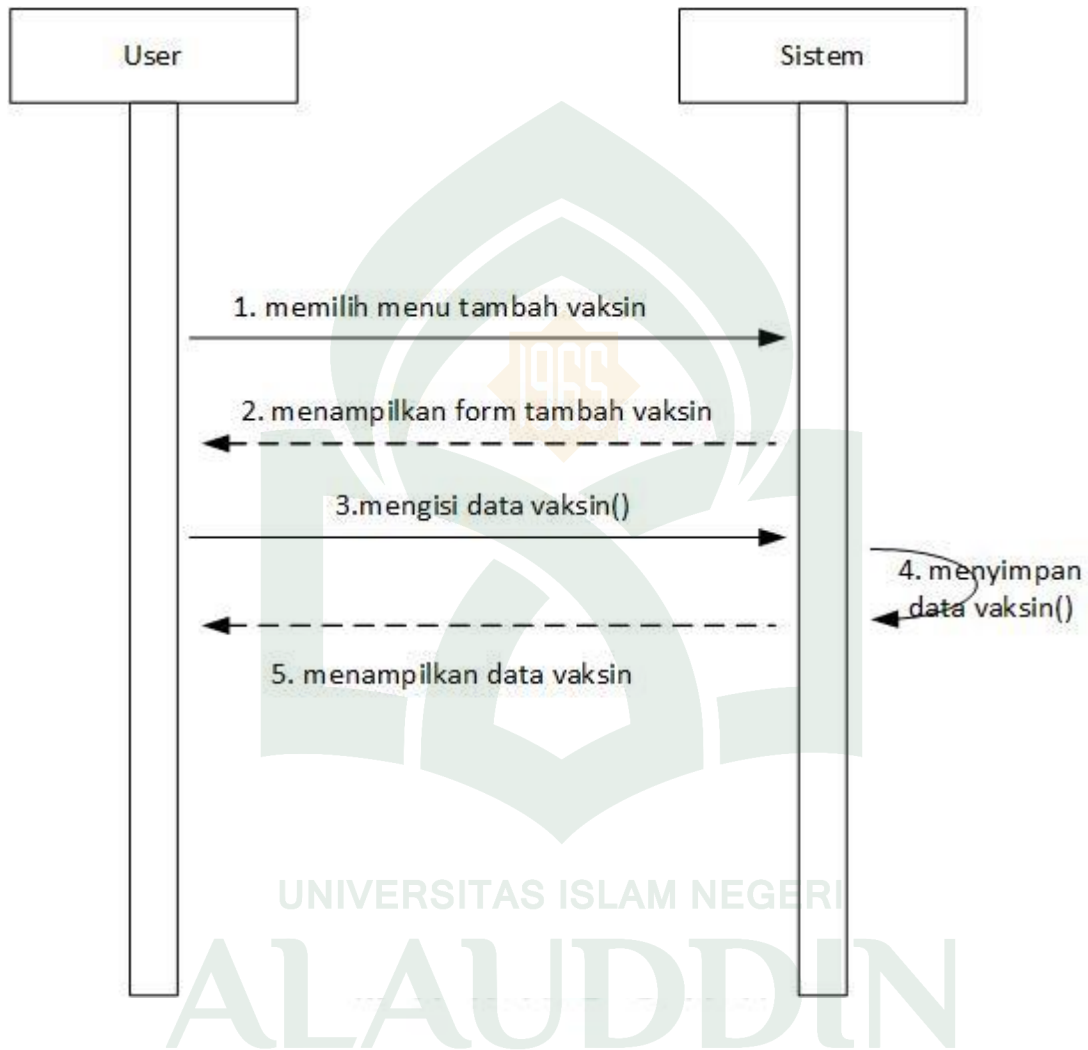 User
Sistem
1. memilih menu tambah vaksin
1965
2. menampilkan form tambah vaksin
3.mengisi data vaksin()
4. menyimpan
data vaksin()
5. menampilkan data vaksin
UNIVERSITAS ISLAM NEGERI
ALAUDDIN